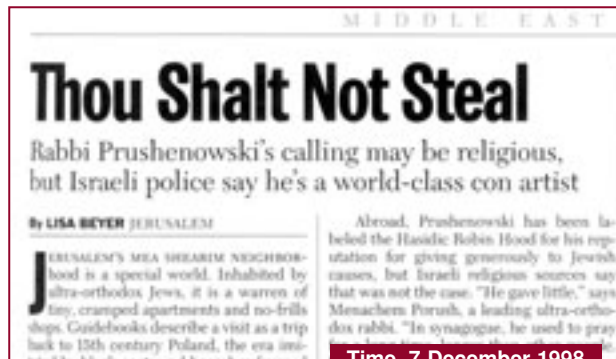 MIDDLE EAST
Thou Shalt Not Steal
Rabbi Prushenowski's calling may be religious,
but Israeli police say he's a world-class con artist
By LISA BEYER JERUSALEM
JERUSALEM'S MEA SHEARIM NEIGHBOR-
hood is a special world. Inhabited by
ultra-orthodox Jews, it is a warren of
tiny, cramped apartments and no-frills
shops. Guidebooks describe a visit as a trip
back to 15th century Poland, the era imi-
Abroad, Prushenowski has been la-
beled the Hasidic Robin Hood for his rep-
utation for giving generously to Jewish
causes, but Israeli religious sources say
that was not the case. "He gave little," says
Menachem Porush, a leading ultra-ortho-
dox rabbi. "In synagogue, he used to pray
Time, 7 December 1998